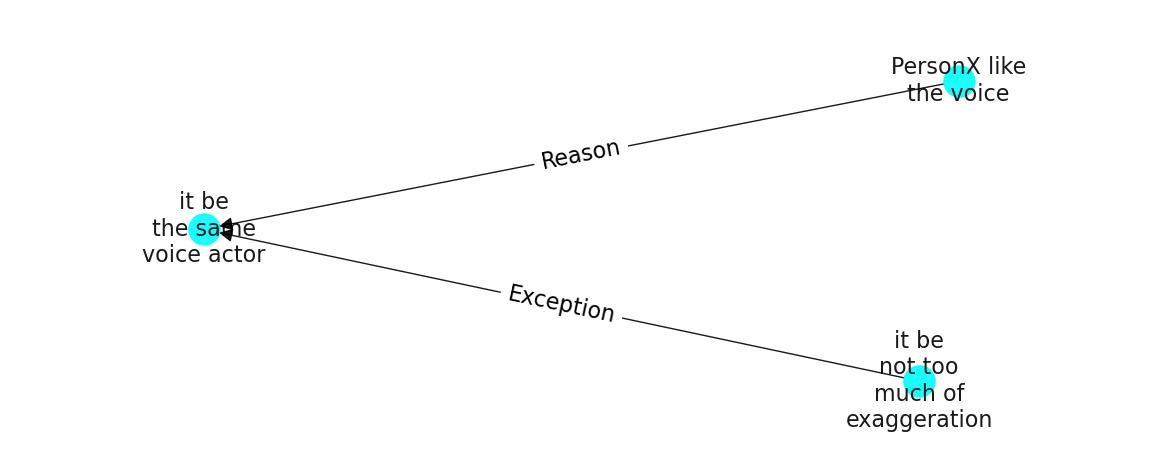 PersonX like
the voice
Reason
it be
the same
voice actor
Exception
it be
not too
much of
exaggeration